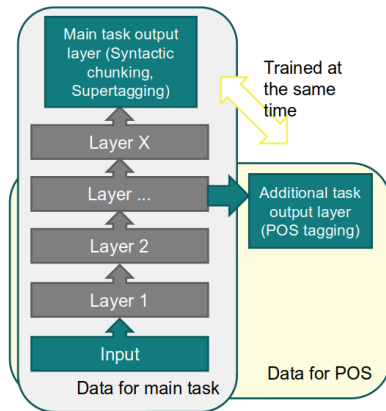 Main task output
layer (Syntactic
chunking,
Supertagging)
Trained at
the same
time
Layer X
Layer ...
Additional task
output layer
(POS tagging)
Layer 2
Layer 1
Input
Data for POS
Data for main task